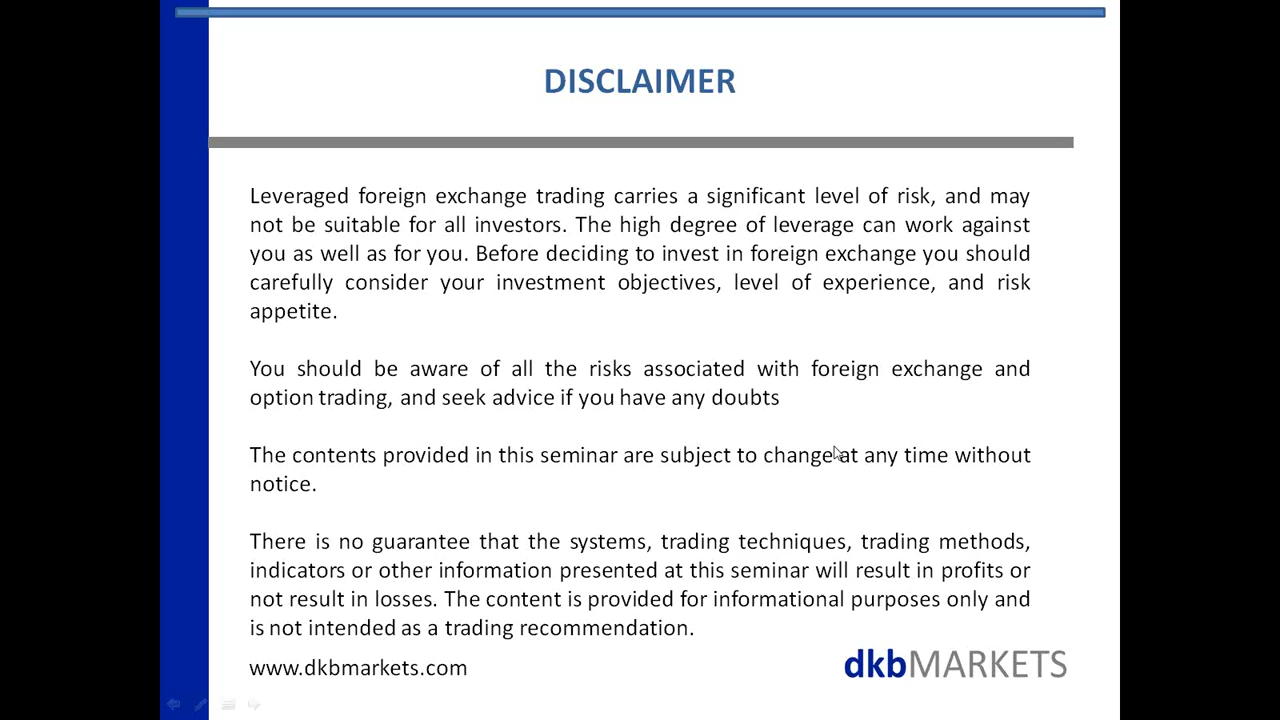 DISCLAIMER
Leveraged foreign exchange trading carries a significant level of risk, and may
not be suitable for all investors. The high degree of leverage can work against
you as well as for you. Before deciding to invest in foreign exchange you should
carefully consider your investment objectives, level of experience, and risk
appetite.
You should be aware of all the risks associated with foreign exchange and
option trading, and seek advice if you have any doubts
The contents provided in this seminar are subject to change at any time without
notice.
There is no guarantee that the systems, trading techniques, trading methods,
indicators or other information presented at this seminar will result in profits or
not result in losses. The content is provided for informational purposes only and
is not intended as a trading recommendation.
www.dkbmarkets.com
dkbMARKETS